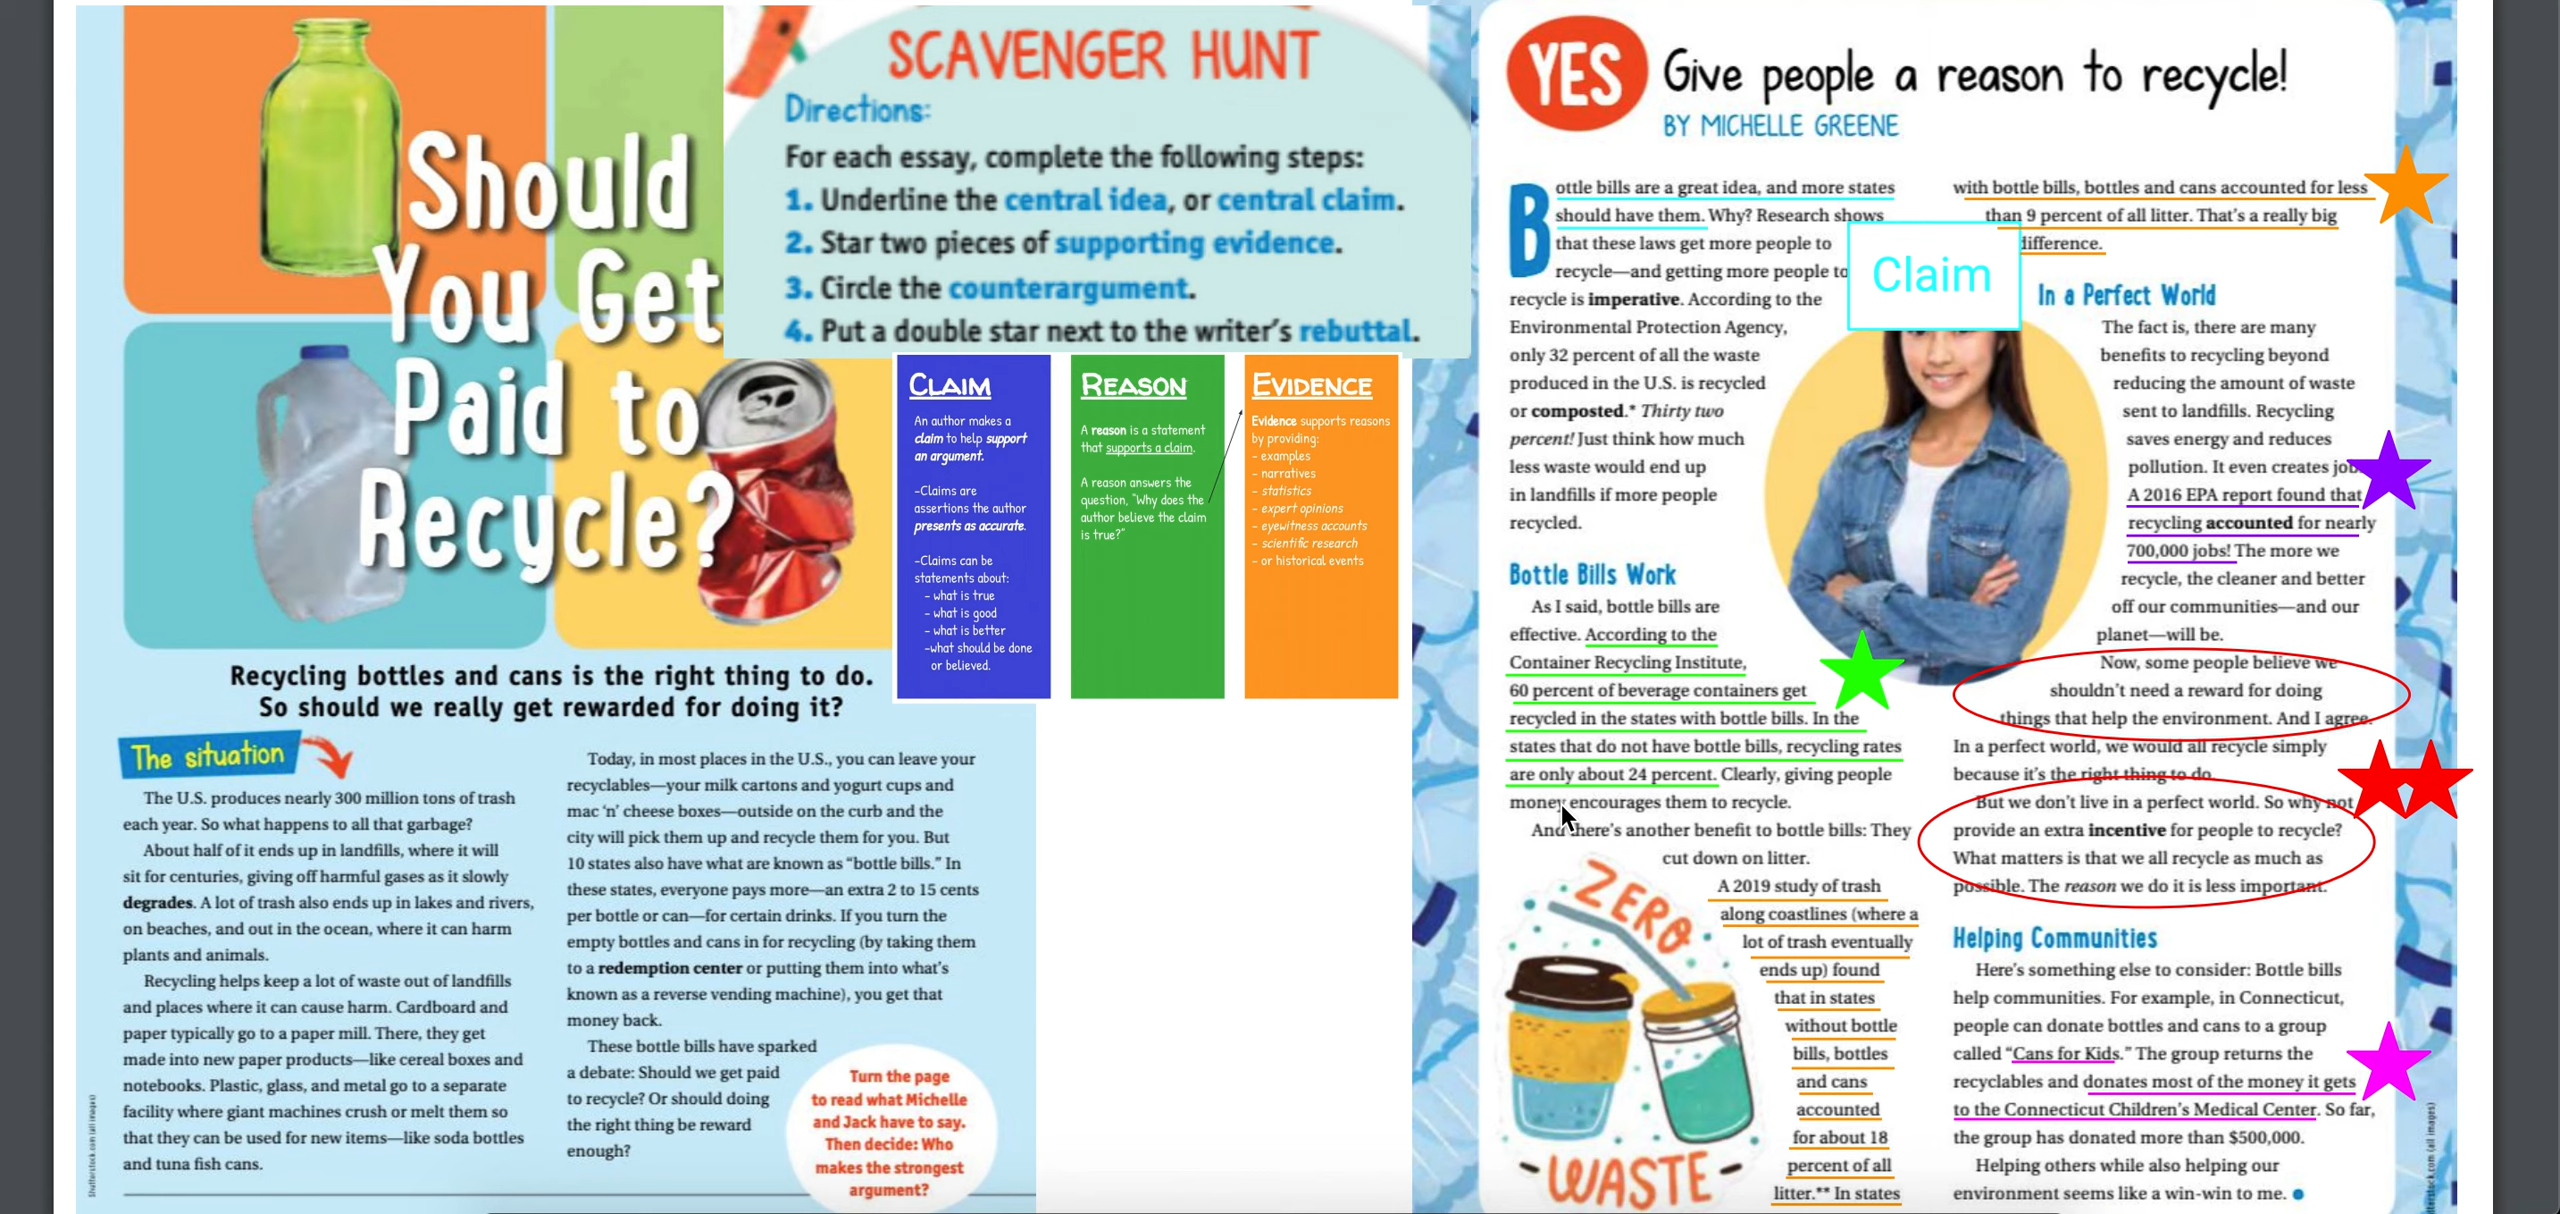 Should
You Get
Paid to
Recycle?
Recycling bottles and cans is the right thing to do.
So should we really get rewarded for doing it?
The situation
The U.S. produces nearly 300 million tons of trash
each year. So what happens to all that garbage?
About half of it ends up in landfills, where it will
sit for centuries, giving off harmful gases as it slowly
degrades. A lot of trash also ends up in lakes and rivers,
on beaches, and out in the ocean, where it can harm
plants and animals.
Recycling helps keep a lot of waste out of landfills
and places where it can cause harm. Cardboard and
paper typically go to a paper mill. There, they get
made into new paper products—like cereal boxes and
notebooks. Plastic, glass, and metal go to a separate
facility where giant machines crush or melt them so
that they can be used for new items—like soda bottles
and tuna fish cans.
Today, in most places in the U.S., you can leave your
recyclables—your milk cartons and yogurt cups and
mac 'n' cheese boxes—outside on the curb and the
city will pick them up and recycle them for you. But
10 states also have what are known as "bottle bills." In
these states, everyone pays more—an extra 2 to 15 cents
per bottle or can—for certain drinks. If you turn the
empty bottles and cans in for recycling (by taking them
to a redemption center or putting them into what's
known as a reverse vending machine), you get that
money back.
These bottle bills have sparked
a debate: Should we get paid
to recycle? Or should doing
the right thing be reward
enough?
Turn the page
to read what Michelle
and Jack have to say.
Then decide: Who
makes the strongest
argument?
Shutterstock.com (all images)
SCAVENGER HUNT
Directions:
For each essay, complete the following steps:
1. Underline the central idea, or central claim.
2. Star two pieces of supporting evidence.
3. Circle the counterargument.
4. Put a double star next to the writer's rebuttal.
CLAIM
An author makes a
claim to help support
an argument.
-Claims are
assertions the author
presents as accurate.
-Claims can be
statements about:
- what is true
- what is good
- what is better
-what should be done
or believed.
REASON
A reason is a statement
that supports a claim.
A reason answers the
question, "Why does the
author believe the claim
is true?"
EVIDENCE
Evidence supports reasons
by providing:
- examples
- narratives
- statistics
- expert opinions
- eyewitness accounts
- scientific research
- or historical events
YES
Give people a reason to recycle!
BY MICHELLE GREENE
Bottle bills are a great idea, and more states
should have them. Why? Research shows
that these laws get more people to
recycle—and getting more people to
recycle is imperative. According to the
Environmental Protection Agency,
only 32 percent of all the waste
produced in the U.S. is recycled
or composted.* Thirty two
percent! Just think how much
less waste would end up
in landfills if more people
recycled.
Claim
Bottle Bills Work
As I said, bottle bills are
effective. According to the
Container Recycling Institute,
60 percent of beverage containers get
recycled in the states with bottle bills. In the
states that do not have bottle bills, recycling rates
are only about 24 percent. Clearly, giving people
money encourages them to recycle.
And there's another benefit to bottle bills: They
cut down on litter.
A 2019 study of trash
along coastlines (where a
lot of trash eventually
ends up) found
that in states
without bottle
bills, bottles
and cans
accounted
for about 18
percent of all
litter.** In states
ZERO
WASTE
with bottle bills, bottles and cans accounted for less
than 9 percent of all litter. That's a really big
difference.
In a Perfect World
The fact is, there are many
benefits to recycling beyond
reducing the amount of waste
sent to landfills. Recycling
saves energy and reduces
pollution. It even creates job
A 2016 EPA report found that
recycling accounted for nearly
700,000 jobs! The more we
recycle, the cleaner and better
off our communities—and our
planet—will be.
Now, some people believe we
shouldn't need a reward for doing
things that help the environment. And I agree.
In a perfect world, we would all recycle simply
because it's the right thing to do.
But we don't live in a perfect world. So why not
provide an extra incentive for people to recycle?
What matters is that we all recycle as much as
possible. The reason we do it is less important.
Helping Communities
Here's something else to consider: Bottle bills
help communities. For example, in Connecticut,
people can donate bottles and cans to a group
called "Cans for Kids." The group returns the
recyclables and donates most of the money it gets
to the Connecticut Children's Medical Center. So far,
the group has donated more than $500,000.
Helping others while also helping our
environment seems like a win-win to me.
terstock.com (all images)